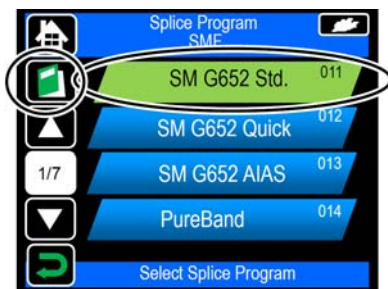 Splice Program
SMF
SM G652 Std. 011
SM G652 Quick 012
1/7
SM G652 AIAS 013
PureBand 014
Select Splice Program